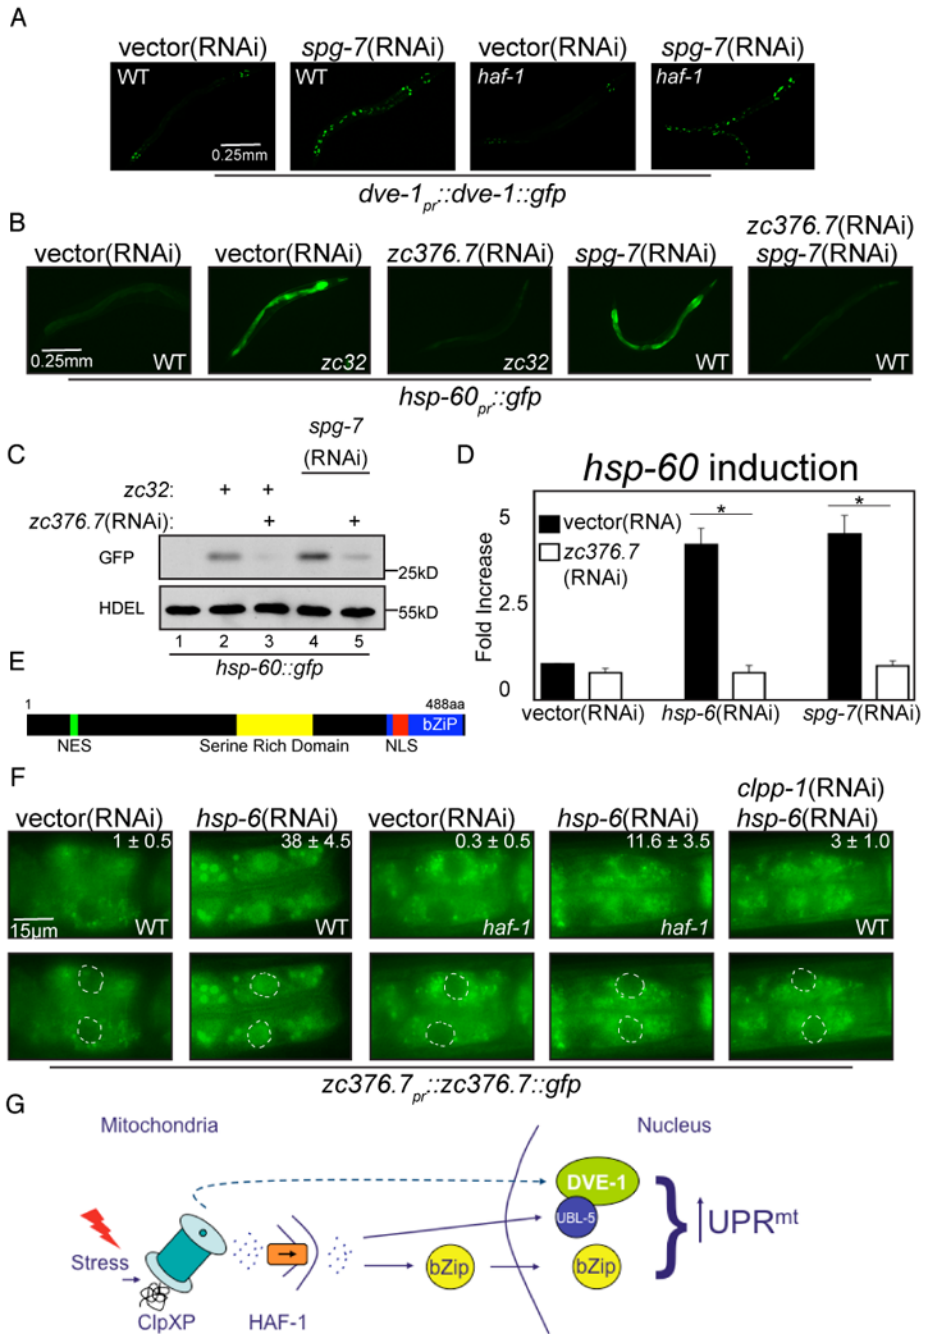 A
vector(RNAi) spg-7(RNAi) vector(RNAi) spg-7(RNAi)
WT WT haf-1 haf-1
0.25mm
dve-1pr::dve-1::gfp
B
zc376.7(RNAi)
vector(RNAi) vector(RNAi) zc376.7(RNAi) spg-7(RNAi) spg-7(RNAi)
0.25mm
WT zc32 zc32 WT WT
hsp-60pr::gfp
C
spg-7
(RNAi)
zc32: + +
zc376.7(RNAi): + +
GFP
25kD
HDEL
55kD
1 2 3 4 5
hsp-60::gfp
D
hsp-60 induction
Fold Increase
5
2.5
0
vector(RNA)
zc376.7
(RNAi)
* *
vector(RNAi) hsp-6(RNAi) spg-7(RNAi)
E
1 488aa
bZiP
NES Serine Rich Domain NLS
F
clpp-1(RNAi)
vector(RNAi) hsp-6(RNAi) vector(RNAi) hsp-6(RNAi) hsp-6(RNAi)
1 ± 0.5 38 ± 4.5 0.3 ± 0.5 11.6 ± 3.5 3 ± 1.0
15µm
WT WT haf-1 haf-1 WT
zc376.7pr::zc376.7::gfp
G
Mitochondria Nucleus
DVE-1
UBL-5
UPRmt
Stress
bZip bZip
ClpXP HAF-1